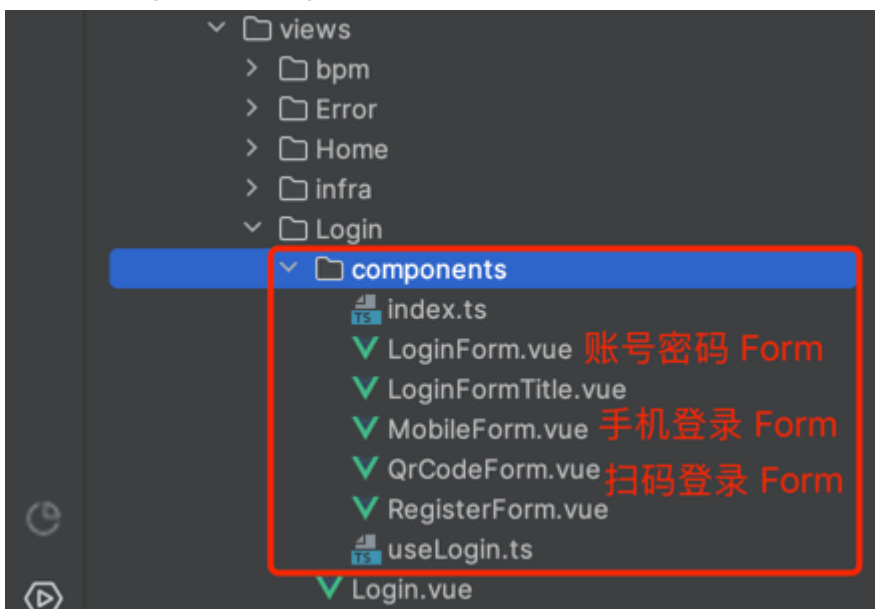 views
bpm
Error
Home
infra
Login
components
TS index.ts
LoginForm.vue 账号密码 Form
LoginFormTitle.vue
MobileForm.vue 手机登录 Form
QrCodeForm.vue 扫码登录 Form
RegisterForm.vue
TS useLogin.ts
Login.vue